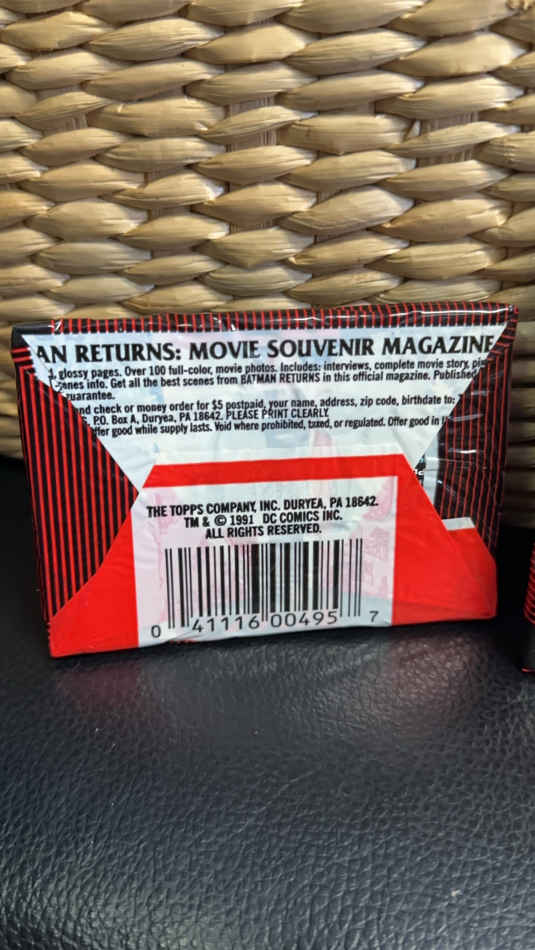 AN RETURNS: MOVIE SOUVENIR MAGAZINE
glossy pages. Over 100 full-color, movie photos. Includes: interviews, complete movie story,
info. Get all the best scenes from BATMAN RETURNS in this official magazine. Published
uarantee.
nd check or money order for $5 postpaid, your name, address, zip code, birthdate to:
P.O. Box A, Duryea, PA 18642. PLEASE PRINT CLEARLY.
ffer good while supply lasts. Void where prohibited, taxed, or regulated. Offer good in
THE TOPPS COMPANY, INC. DURYEA, PA 18642.
TM & © 1991 DC COMICS INC.
ALL RIGHTS RESERVED.
0 41116 00495 7